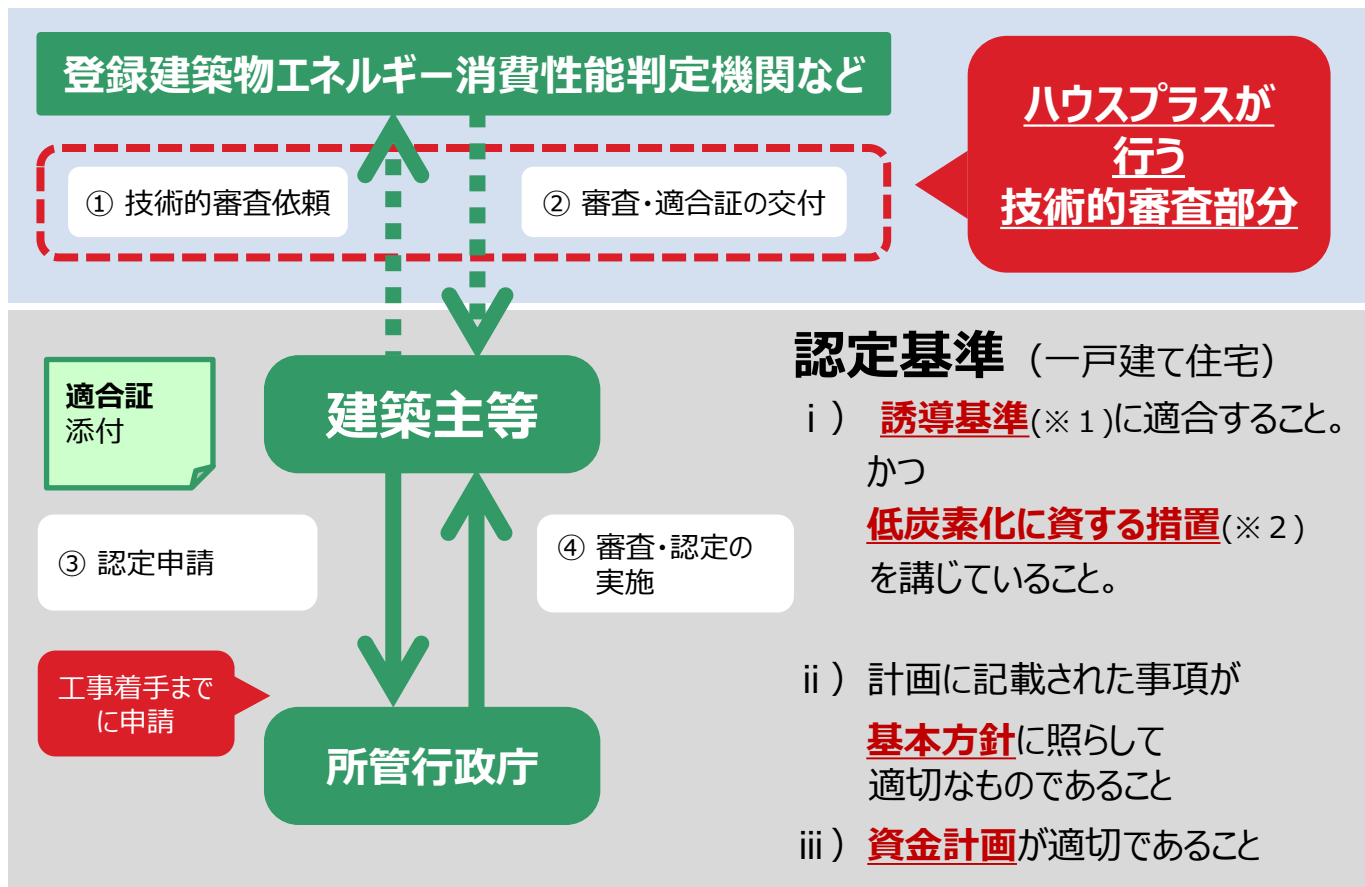 登録建築物エネルギー消費性能判定機関など
ハウスプラスが
行う
技術的審査部分
① 技術的審査依頼
② 審査・適合証の交付
適合証
添付
建築主等
③ 認定申請
④ 審査・認定の
実施
工事着手まで
に申請
所管行政庁
認定基準（一戸建て住宅）
ⅰ） 誘導基準(※１)に適合すること。
かつ
低炭素化に資する措置(※２)
を講じていること。
ⅱ）計画に記載された事項が
基本方針に照らして
適切なものであること
ⅲ）資金計画が適切であること